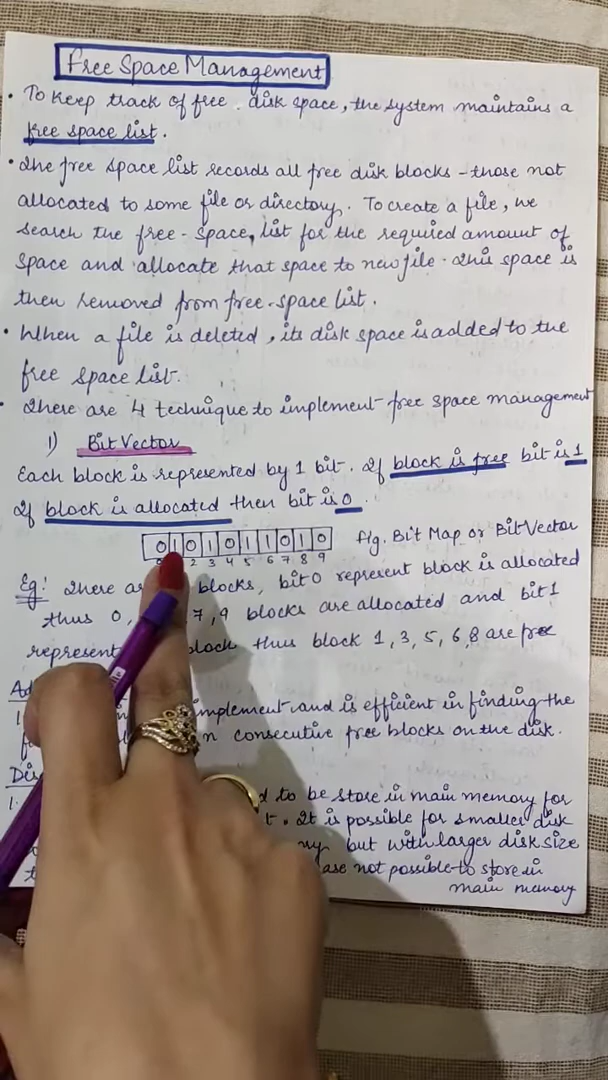 Free Space Management
• To keep track of free disk space, the system maintains a
free space list.
• The free space list records all free disk blocks - those not
allocated to some file or directory. To create a file, we
search the free-space, list for the required amount of
space and allocate that space to new file. This space is
then removed from free-space list.
• When a file is deleted, its disk space is added to the
free space list.
• There are 4 technique to implement free space management
1) Bit Vector
Each block is represented by 1 bit. If block is free bit is 1
If block is allocated then bit is 0.
0 1 0 1 0 1 1 0 1 0 fig. Bit Map or Bit Vector
2 3 4 5 6 7 8 9
Eg: There blocks, bit 0 represent block is allocated
thus 0, 7, 9 blocks are allocated and bit 1
represent block thus block 1, 3, 5, 6, 8 are free
Ad
1. implement and is efficient in finding the
n consecutive free blocks on the disk.
Dis
1. to be store in main memory for
It is possible for smaller disk
but with larger disk size
not possible to store in
main memory